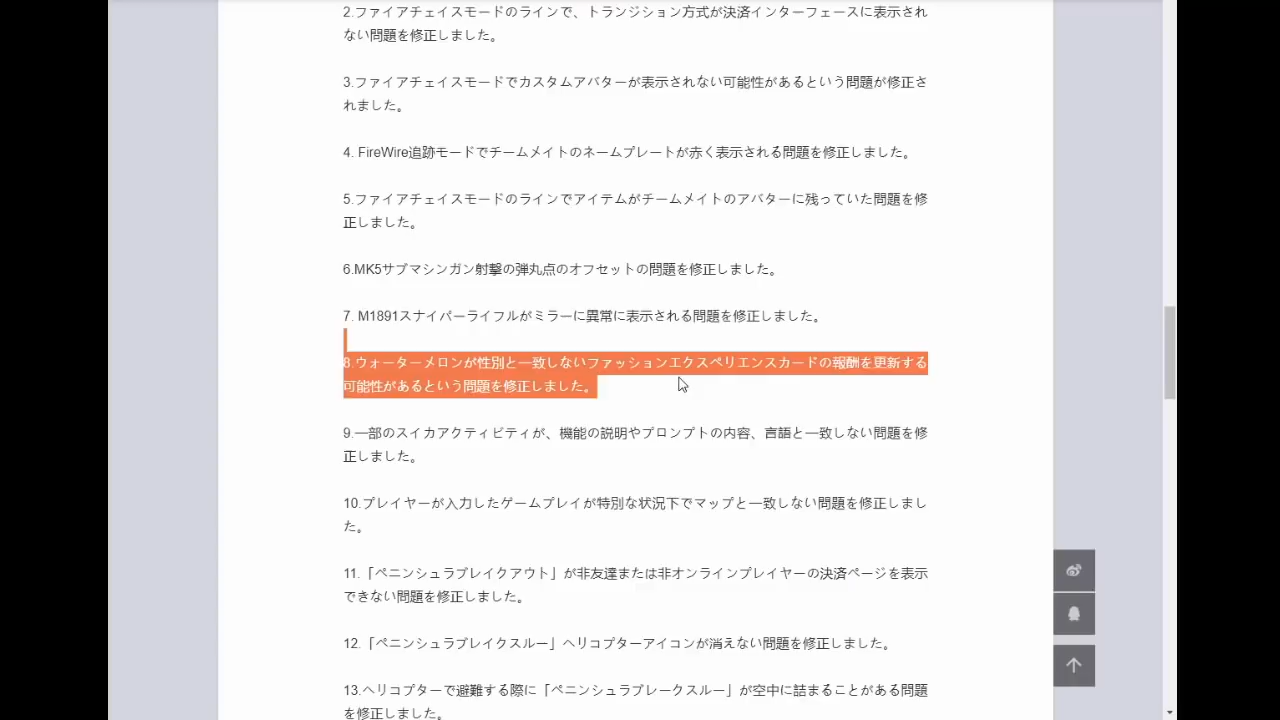 2.ファイアチェイスモードのラインで、トランジション方式が決済インターフェースに表示され
ない問題を修正しました。
3.ファイアチェイスモードでカスタムアバターが表示されない可能性があるという問題が修正さ
れました。
4. FireWire追跡モードでチームメイトのネームプレートが赤く表示される問題を修正しました。
5.ファイアチェイスモードのラインでアイテムがチームメイトのアバターに残っていた問題を修
正しました。
6.MK5サブマシンガン射撃の弾丸点のオフセットの問題を修正しました。
7. M1891スナイパーライフルがミラーに異常に表示される問題を修正しました。
8.ウォーターメロンが性別と一致しないファッションエクスペリエンスカードの報酬を更新する
可能性があるという問題を修正しました。
9.一部のスイカアクティビティが、機能の説明やプロンプトの内容、言語と一致しない問題を修
正しました。
10.プレイヤーが入力したゲームプレイが特別な状況下でマップと一致しない問題を修正しまし
た。
11.「ペニンシュラブレイクアウト」が非友達または非オンラインプレイヤーの決済ページを表示
できない問題を修正しました。
12.「ペニンシュラブレイクスルー」ヘリコプターアイコンが消えない問題を修正しました。
13.ヘリコプターで避難する際に「ペニンシュラブレークスルー」が空中に詰まることがある問題
を修正しました。